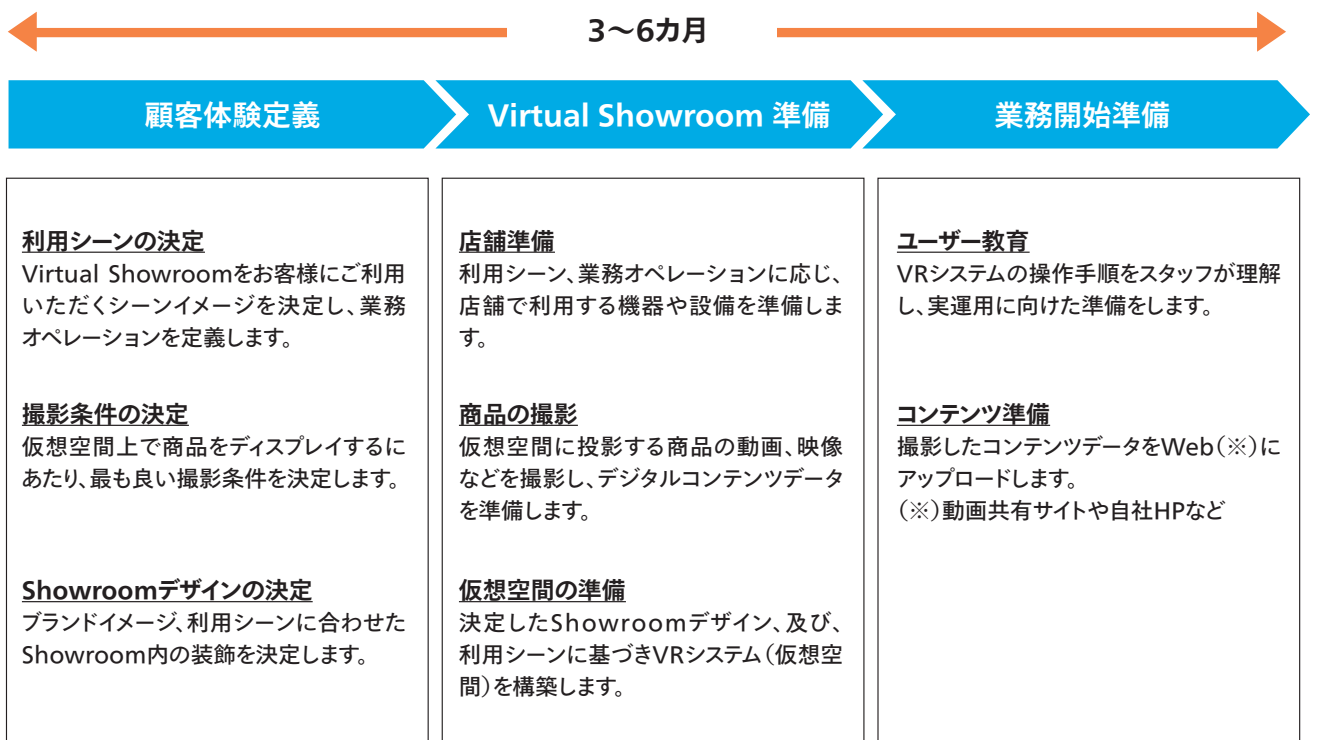 3〜6カ月
顧客体験定義
Virtual Showroom 準備
業務開始準備
利用シーンの決定
Virtual Showroomをお客様にご利用
いただくシーンイメージを決定し、業務
オペレーションを定義します。
撮影条件の決定
仮想空間上で商品をディスプレイするに
あたり、最も良い撮影条件を決定します。
Showroomデザインの決定
ブランドイメージ、利用シーンに合わせた
Showroom内の装飾を決定します。
店舗準備
利用シーン、業務オペレーションに応じ、
店舗で利用する機器や設備を準備しま
す。
商品の撮影
仮想空間に投影する商品の動画、映像
などを撮影し、デジタルコンテンツデータ
を準備します。
仮想空間の準備
決定したShowroomデザイン、及び、
利用シーンに基づきVRシステム（仮想空
間）を構築します。
ユーザー教育
VRシステムの操作手順をスタッフが理解
し、実運用に向けた準備をします。
コンテンツ準備
撮影したコンテンツデータをWeb（※）に
アップロードします。
（※）動画共有サイトや自社HPなど